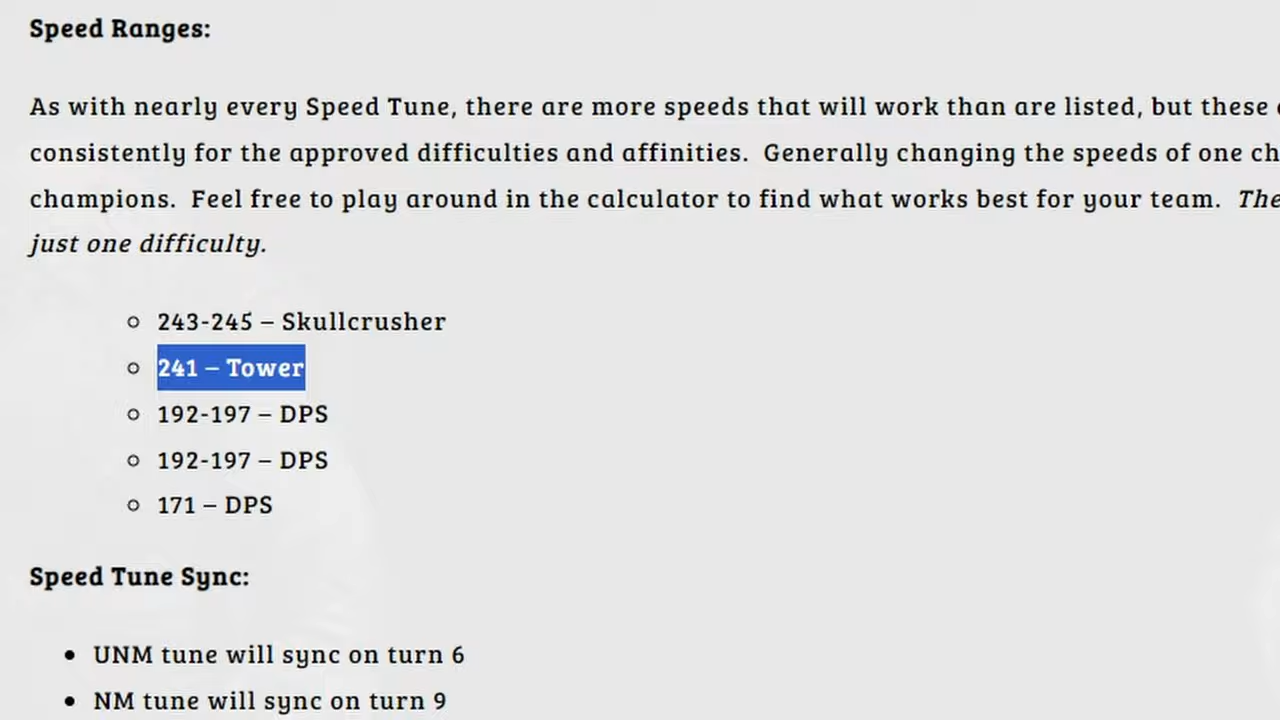 Speed Ranges:
As with nearly every Speed Tune, there are more speeds that will work than are listed, but these
consistently for the approved difficulties and affinities. Generally changing the speeds of one
champions. Feel free to play around in the calculator to find what works best for your team.
just one difficulty.
243-245 – Skullcrusher
241 – Tower
192-197 – DPS
192-197 – DPS
171 – DPS
Speed Tune Sync:
UNM tune will sync on turn 6
NM tune will sync on turn 9